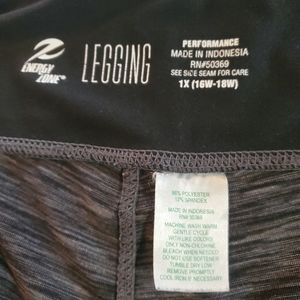 ENERGY
ZONE®
LEGGING
PERFORMANCE
MADE IN INDONESIA
RN#50369
SEE SIDE SEAM FOR CARE
1X (16W-18W)
88% POLYESTER
12% SPANDEX
MADE IN INDONESIA
RN# 50369
MACHINE WASH WARM
GENTLE CYCLE
WITH LIKE COLORS
ONLY NON-CHLORINE
BLEACH WHEN NEEDED
DO NOT USE SOFTENER
TUMBLE DRY LOW
REMOVE PROMPTLY
COOL IRON IF NECESSARY